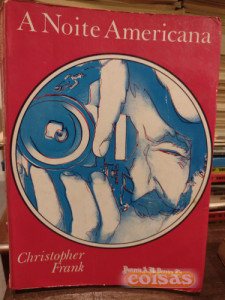 A Noite Americana
Christopher
Frank
coisas